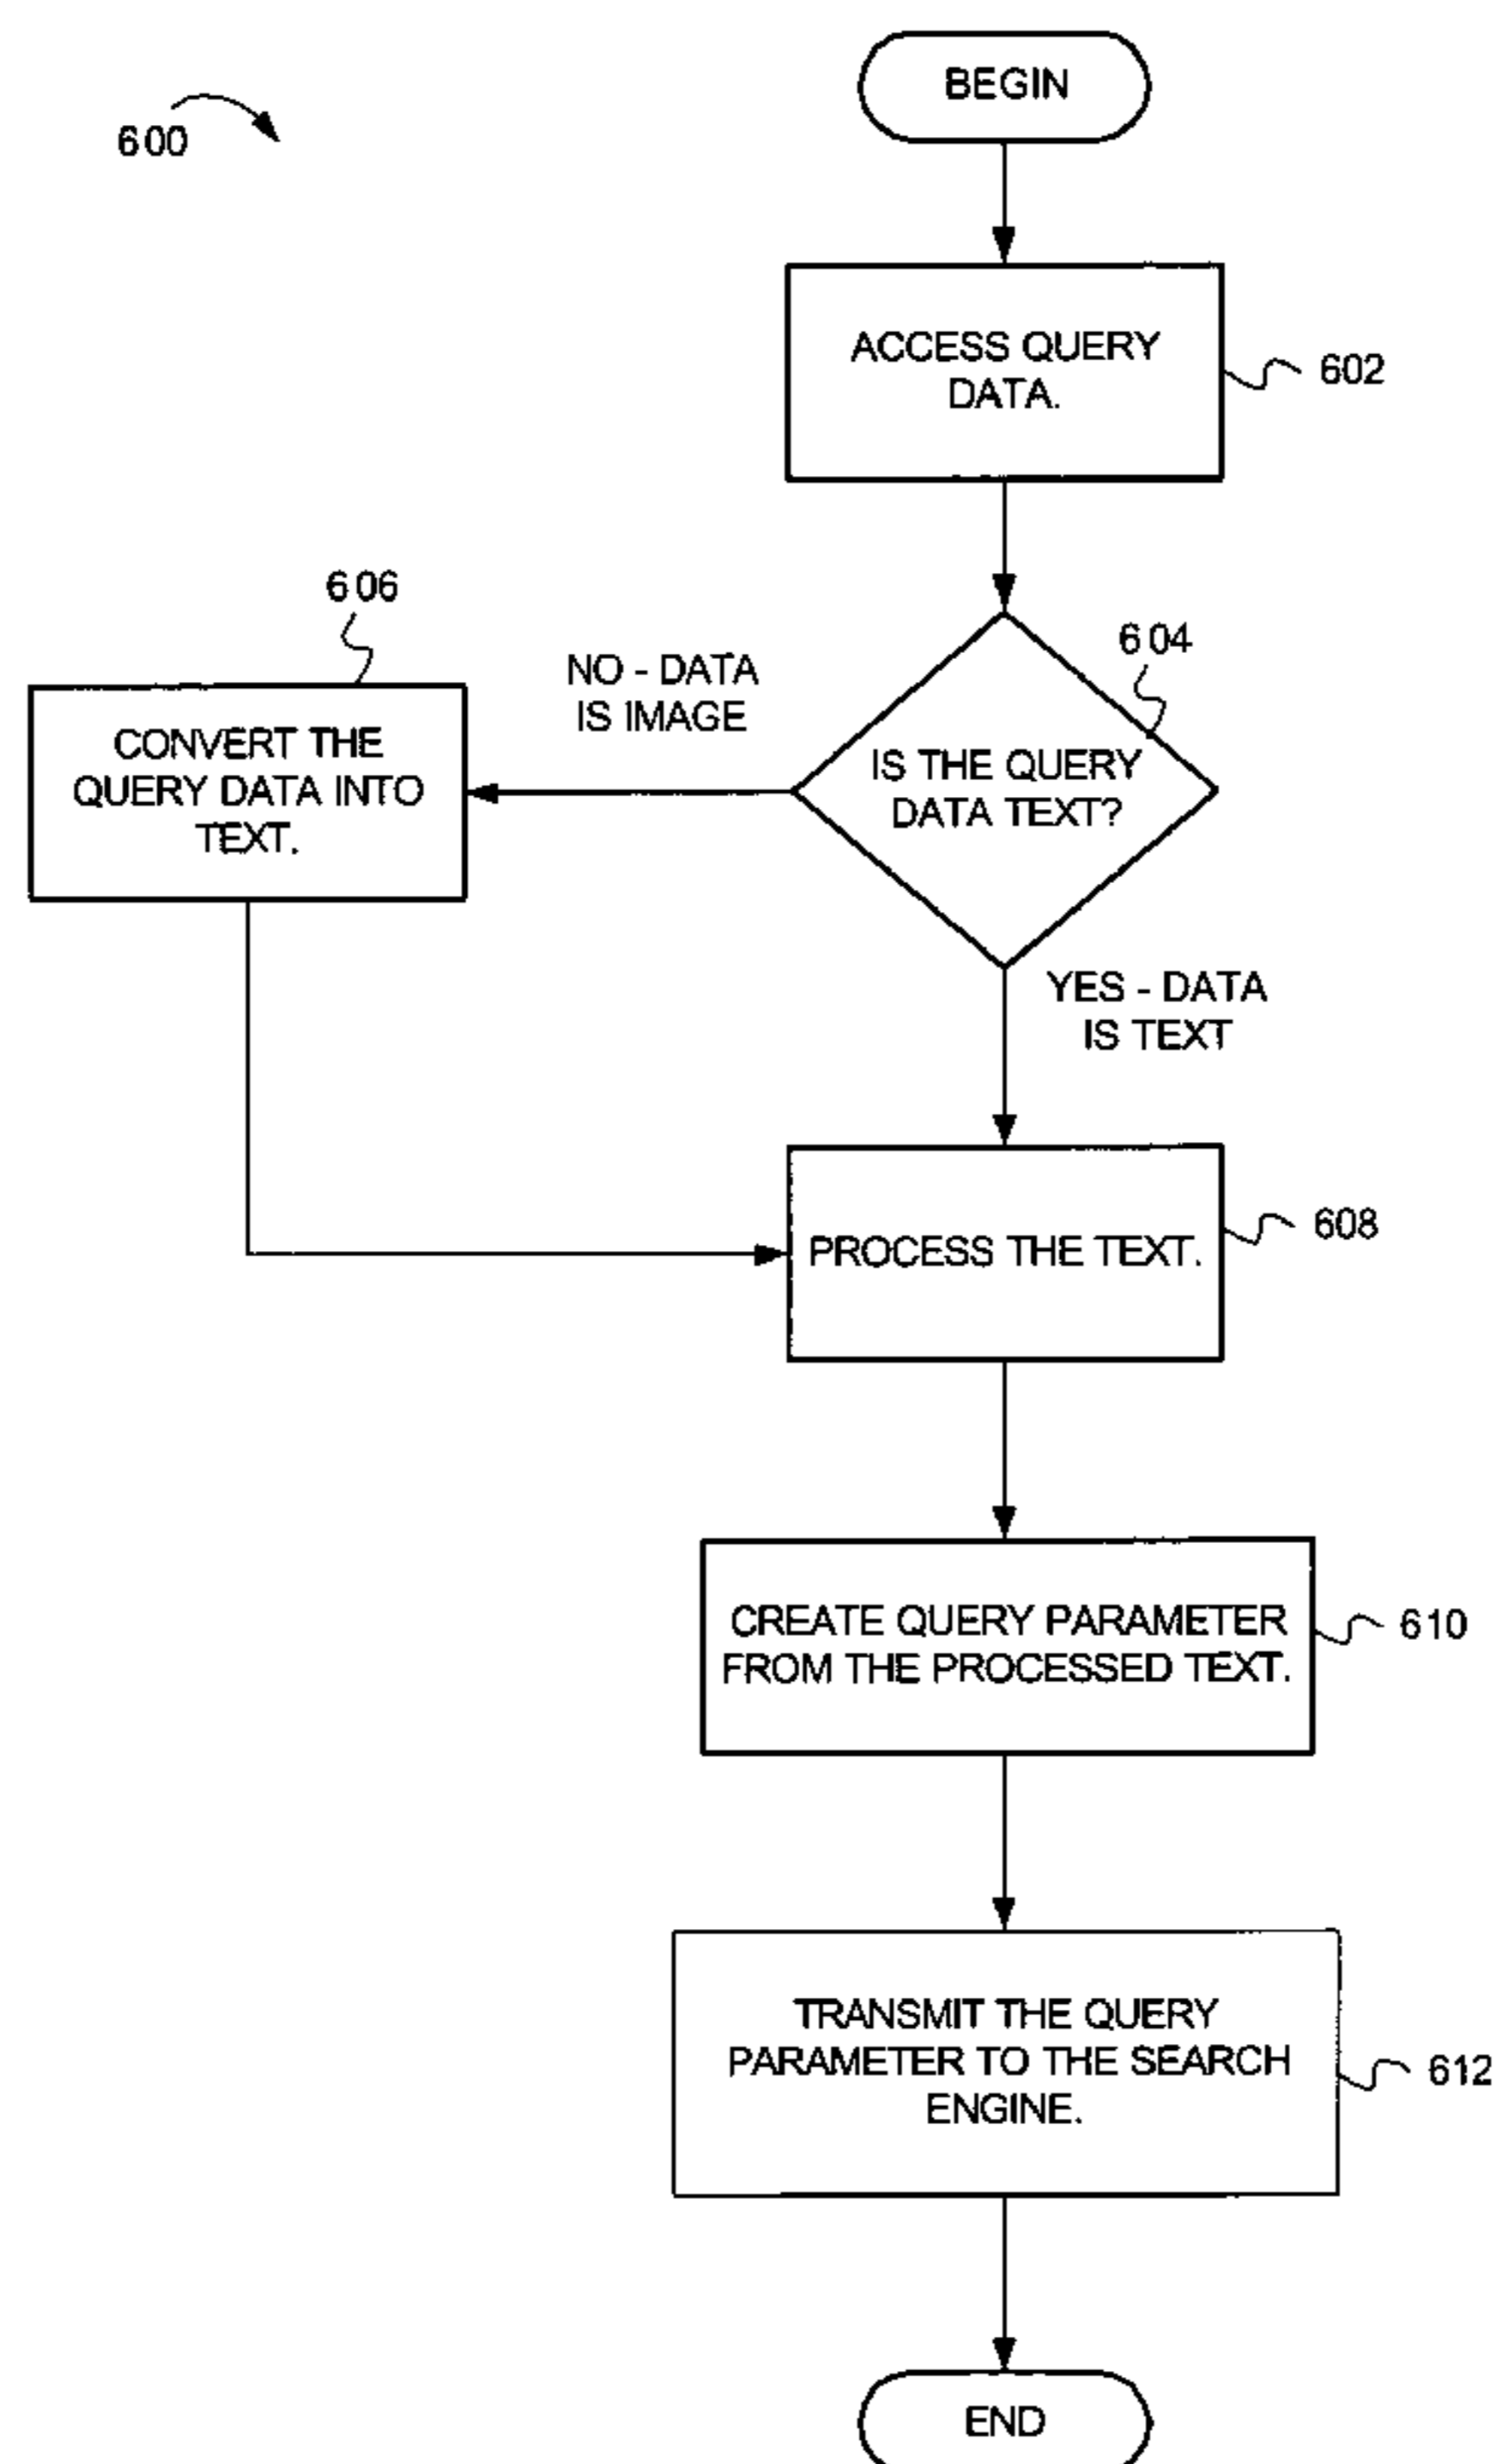 600
BEGIN
ACCESS QUERY
DATA.
602
604
IS THE QUERY
DATA TEXT?
NO - DATA
IS IMAGE
606
CONVERT THE
QUERY DATA INTO
TEXT.
YES - DATA
IS TEXT
PROCESS THE TEXT.
608
CREATE QUERY PARAMETER
FROM THE PROCESSED TEXT.
610
TRANSMIT THE QUERY
PARAMETER TO THE SEARCH
ENGINE.
612
END